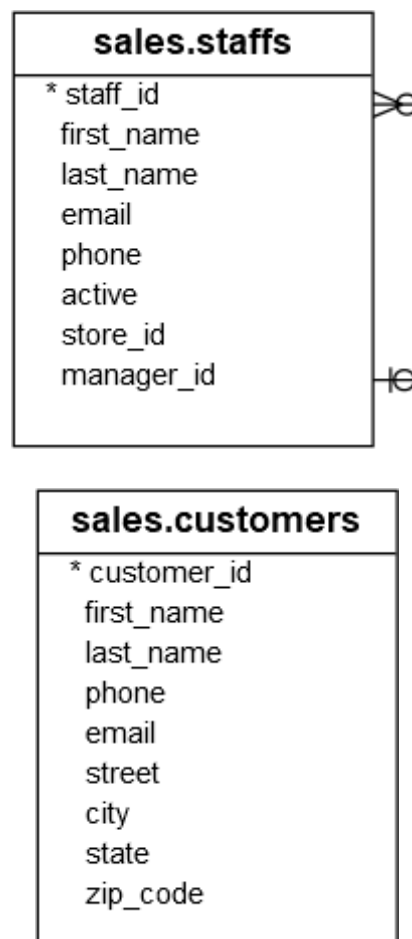 sales.staffs
* staff_id
first_name
last_name
email
phone
active
store_id
manager_id
sales.customers
* customer_id
first_name
last_name
phone
email
street
city
state
zip_code